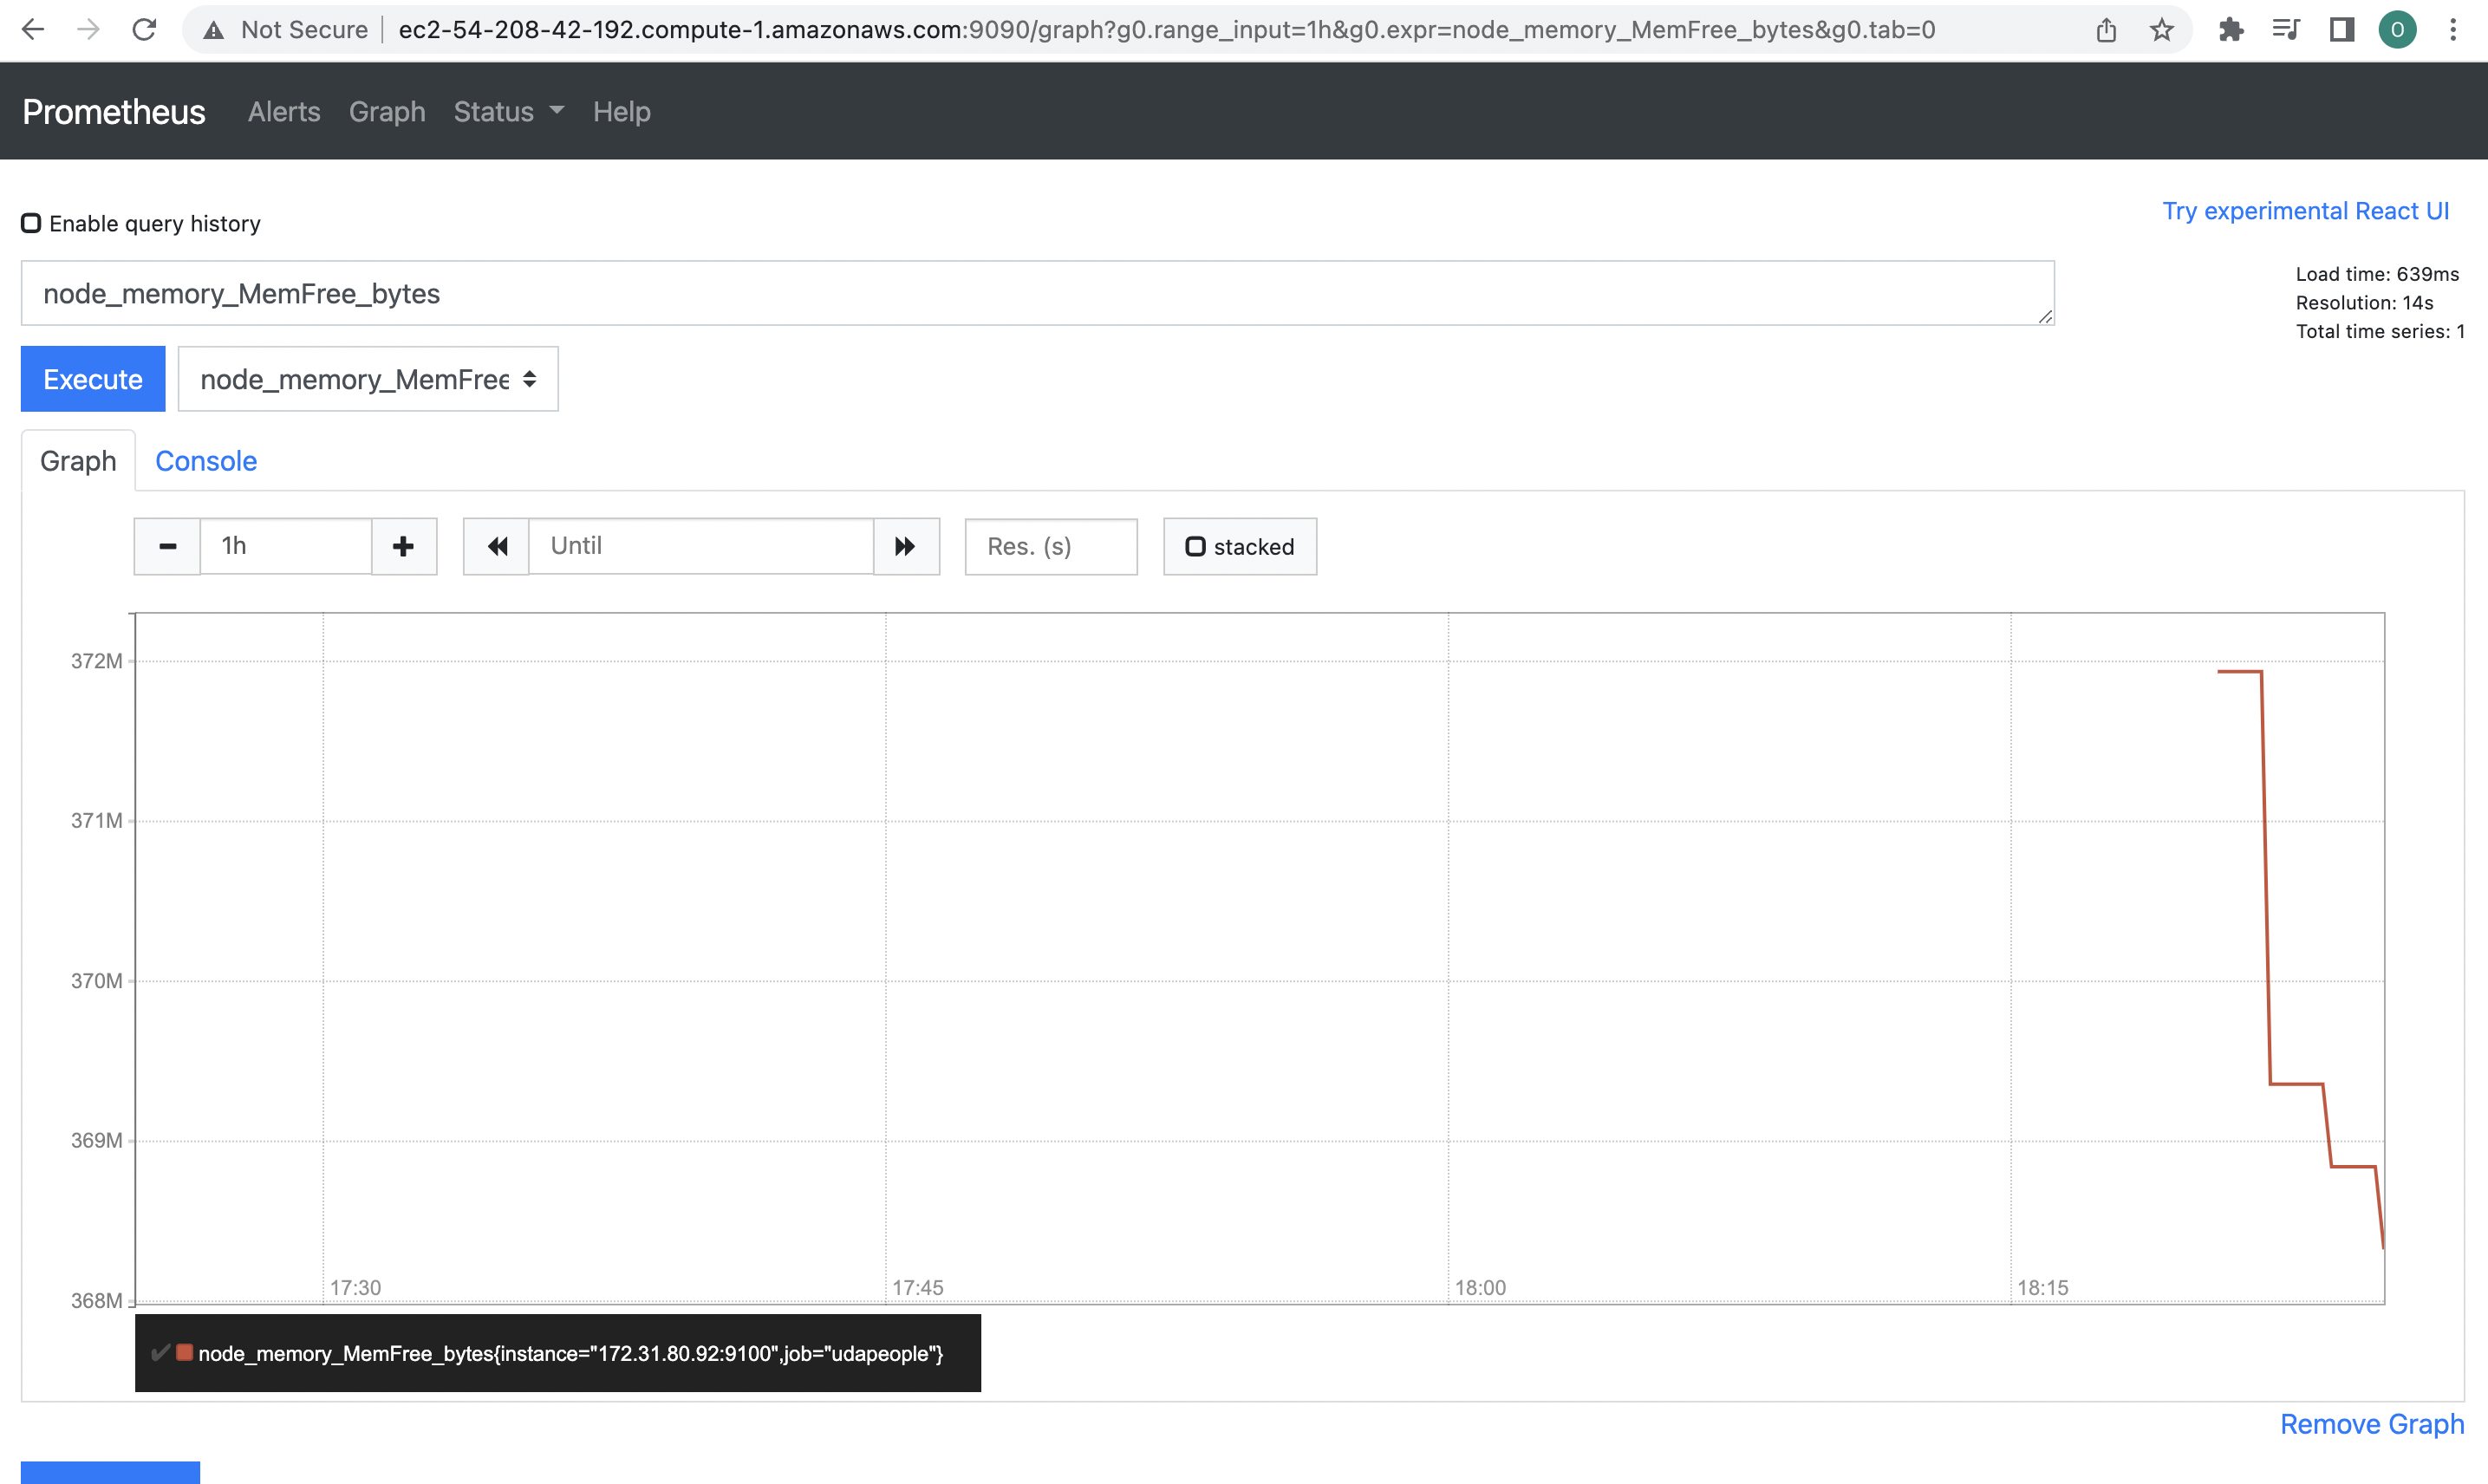 Not Secure ec2-54-208-42-192.compute-1.amazonaws.com:9090/graph?g0.range_input=1h&g0.expr=node_memory_MemFree_bytes&g0.tab=0 O
Prometheus Alerts Graph Status Help
Try experimental React UI
Enable query history
node_memory_MemFree_bytes
Load time: 639ms
Resolution: 14s
Total time series: 1
Execute node_memory_MemFree
Graph Console
1h Until Res. (s) stacked
372M
371M
370M
369M
368M
17:30 17:45 18:00 18:15
node_memory_MemFree_bytes{instance="172.31.80.92:9100",job="udapeople"}
Remove Graph